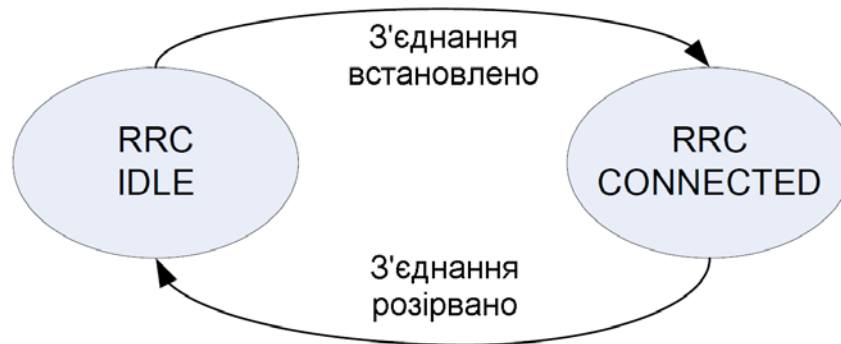 З'єднання
встановлено
RRC
IDLE
RRC
CONNECTED
З'єднання
розірвано